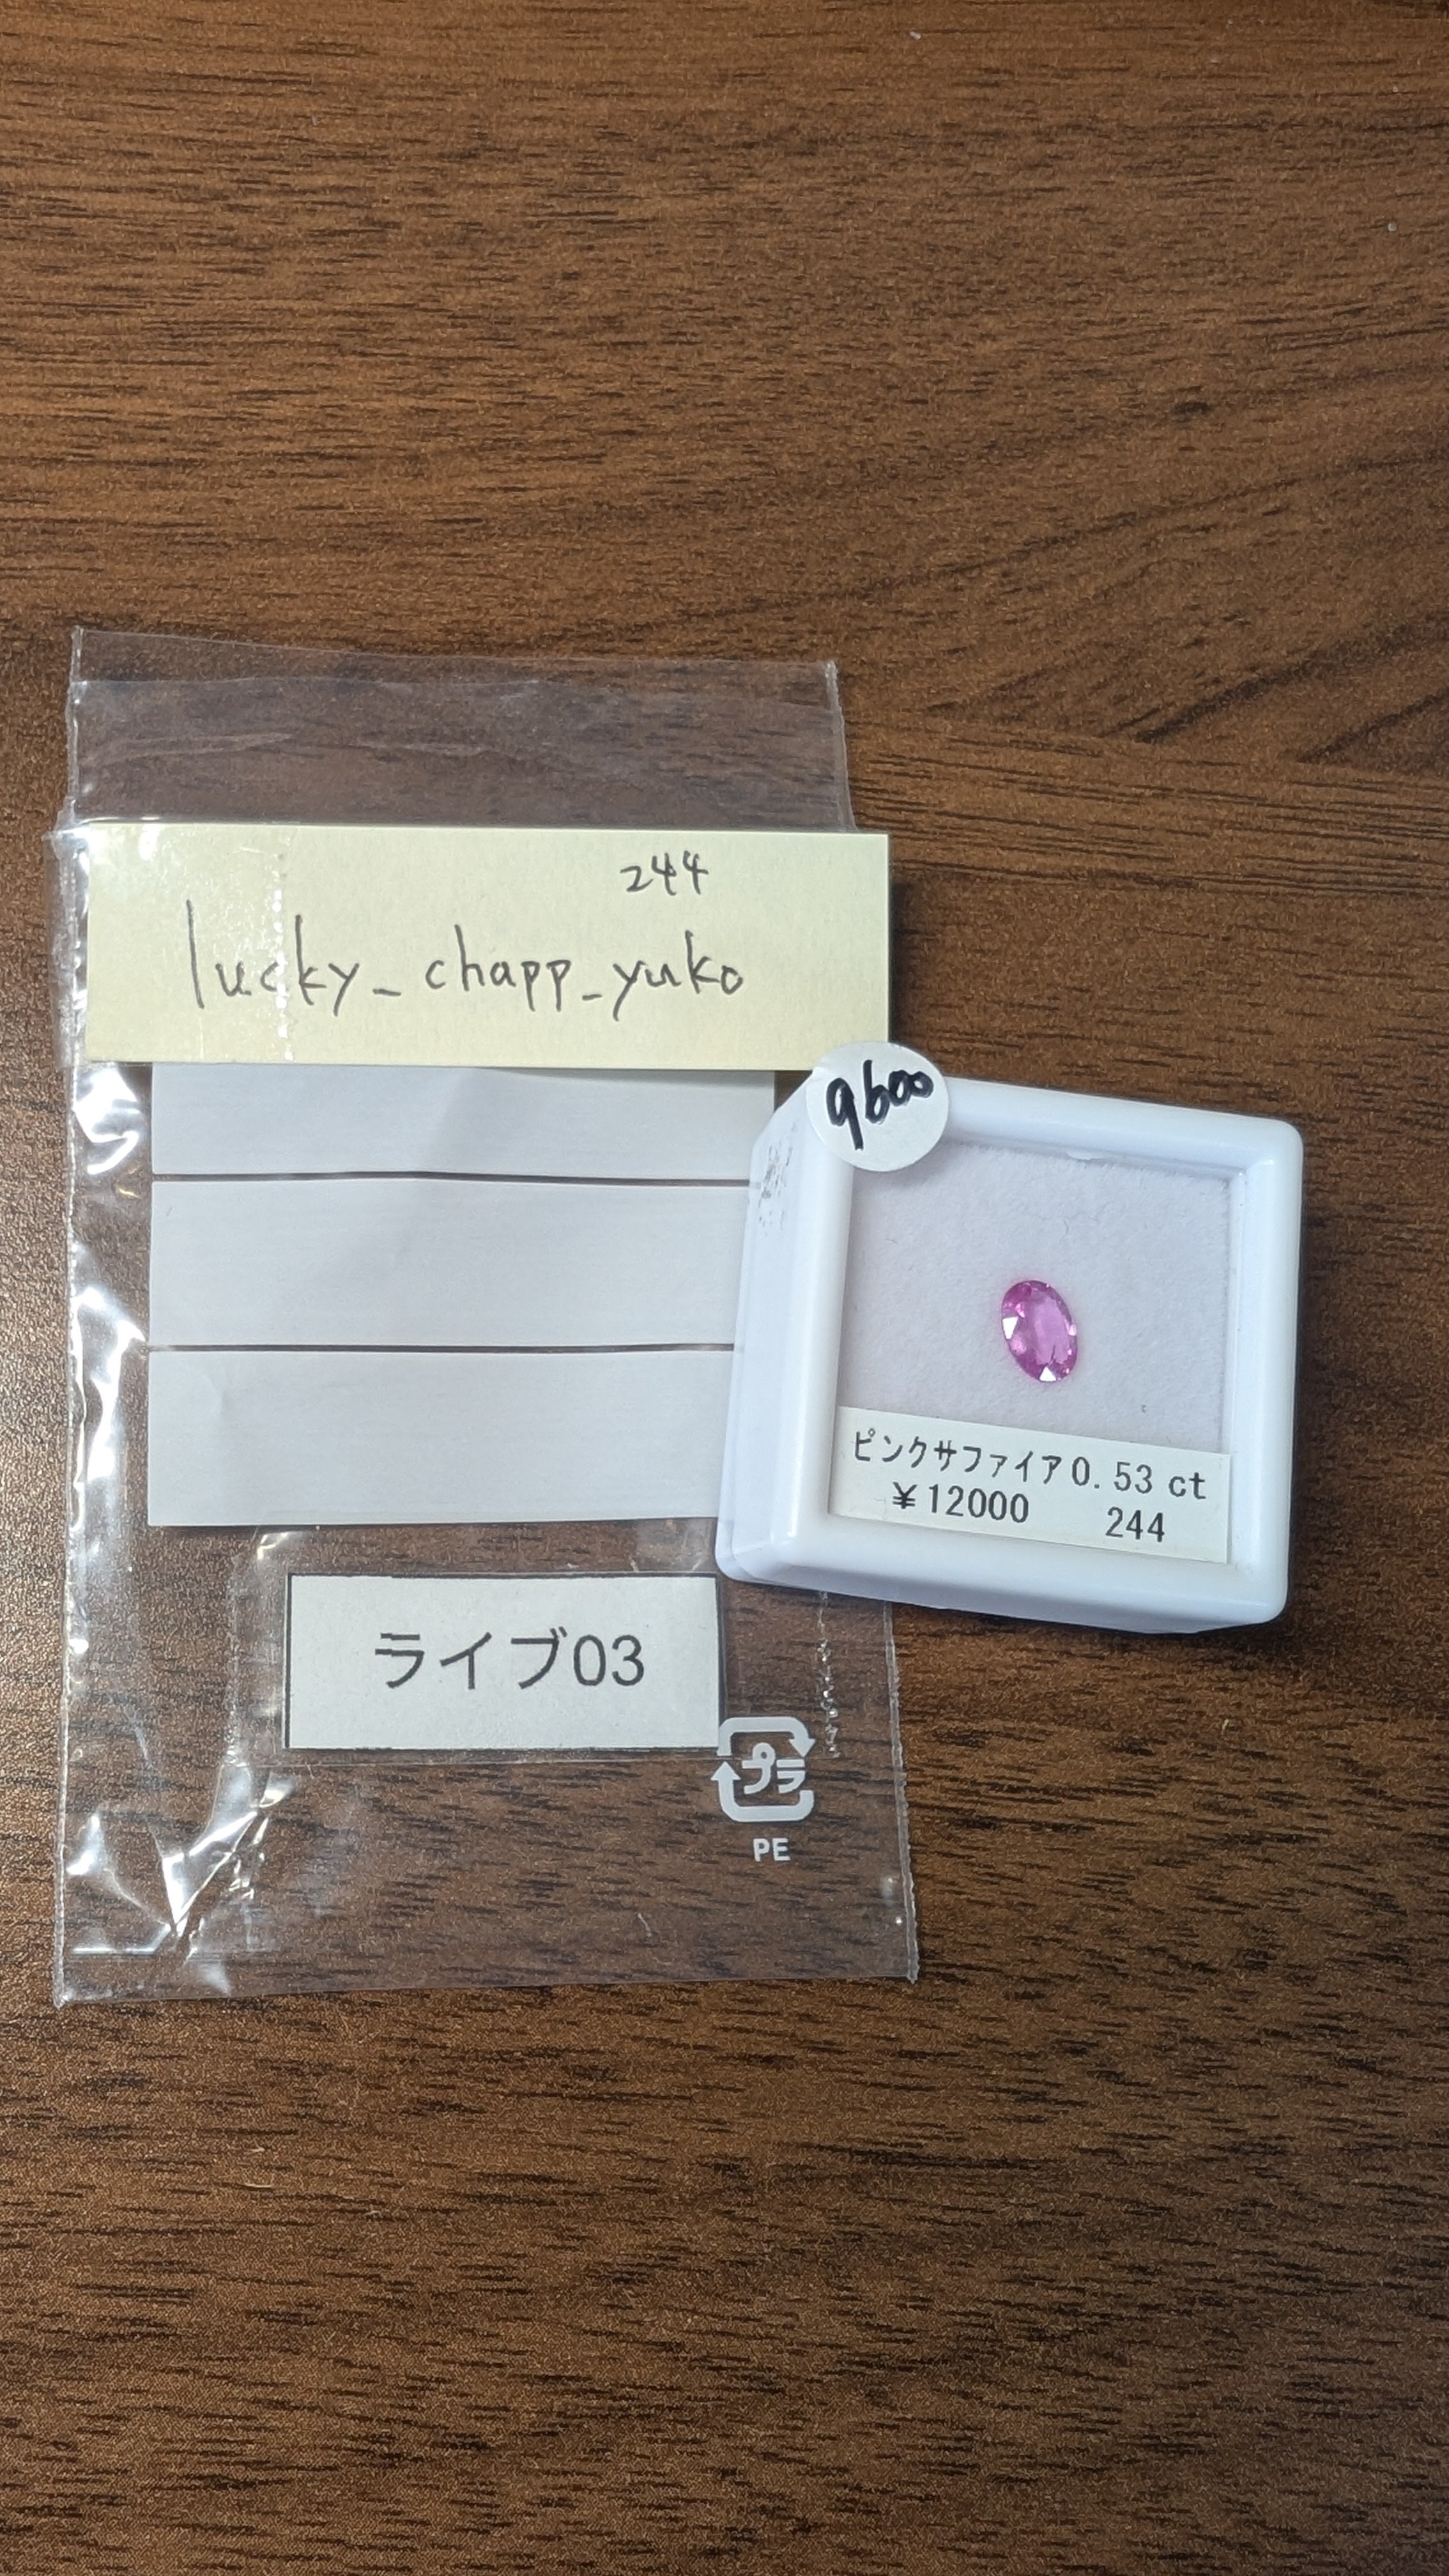 244
lucky_chapp_yuko
9600
ピンクサファイア0.53 ct
¥12000 244
ライブ03
プラ
PE